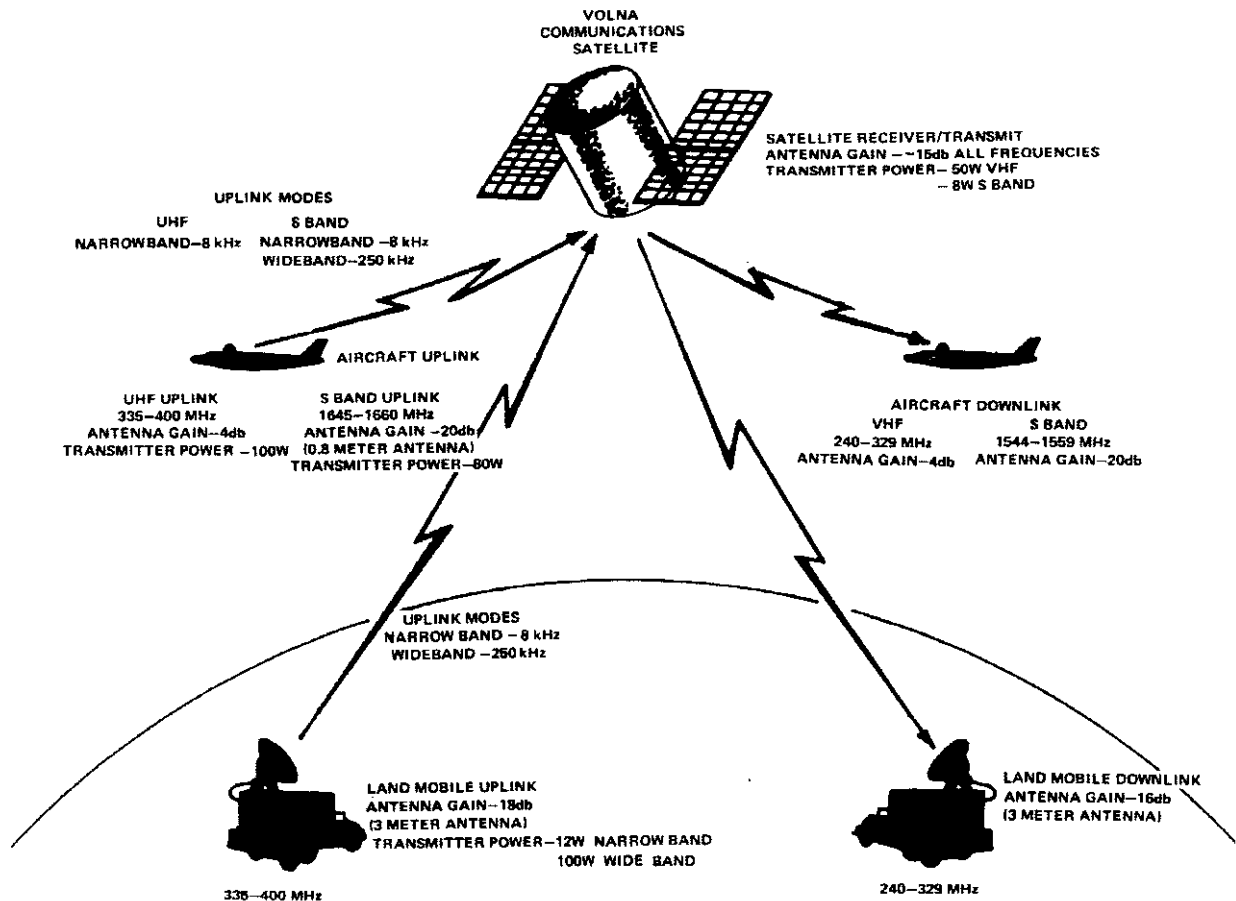 VOLNA
COMMUNICATIONS
SATELLITE
SATELLITE RECEIVER/TRANSMIT
ANTENNA GAIN –~15db ALL FREQUENCIES
TRANSMITTER POWER– 50W VHF
– 8W S BAND
UPLINK MODES
UHF
NARROWBAND–8 kHz
S BAND
NARROWBAND –8 kHz
WIDEBAND–250 kHz
AIRCRAFT UPLINK
UHF UPLINK
335–400 MHz
ANTENNA GAIN–4db
TRANSMITTER POWER –100W
S BAND UPLINK
1645–1660 MHz
ANTENNA GAIN –20db
(0.8 METER ANTENNA)
TRANSMITTER POWER–80W
AIRCRAFT DOWNLINK
VHF
240–329 MHz
ANTENNA GAIN–4db
S BAND
1544–1559 MHz
ANTENNA GAIN–20db
UPLINK MODES
NARROW BAND – 8 kHz
WIDEBAND –250 kHz
LAND MOBILE UPLINK
ANTENNA GAIN–18db
(3 METER ANTENNA)
TRANSMITTER POWER–12W NARROW BAND
100W WIDE BAND
335–400 MHz
LAND MOBILE DOWNLINK
ANTENNA GAIN–16db
(3 METER ANTENNA)
240–329 MHz